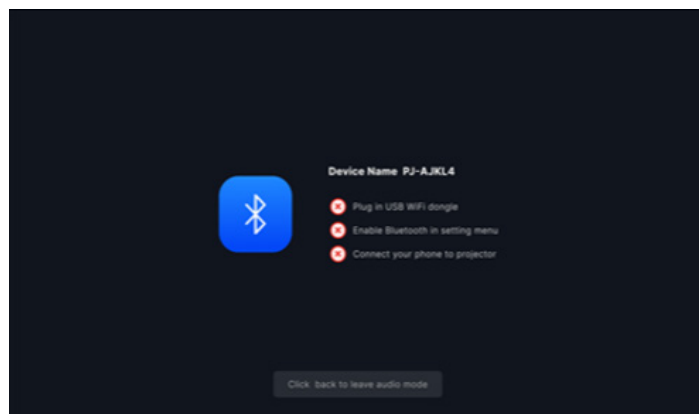 Device Name PJ-AJKL4
Plug in USB WiFi dongle
Enable Bluetooth in setting menu
Connect your phone to projector
Click back to leave audio mode